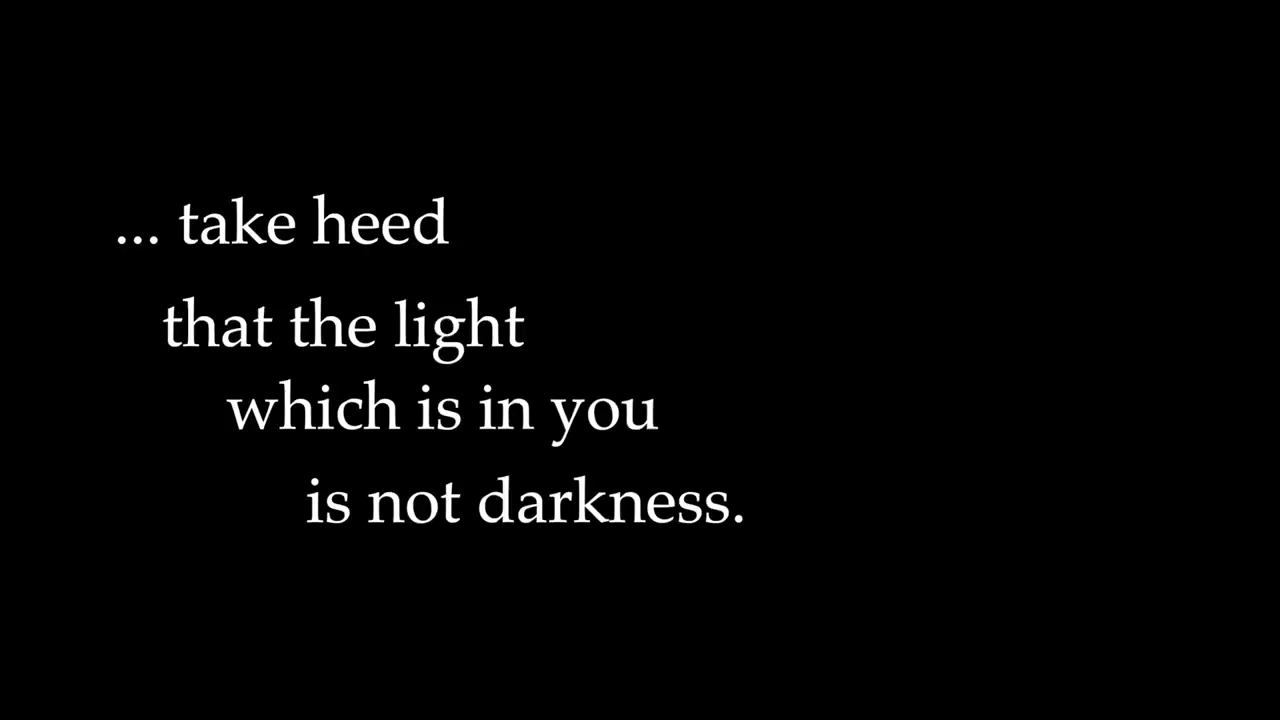 ... take heed
that the light
which is in you
is not darkness.